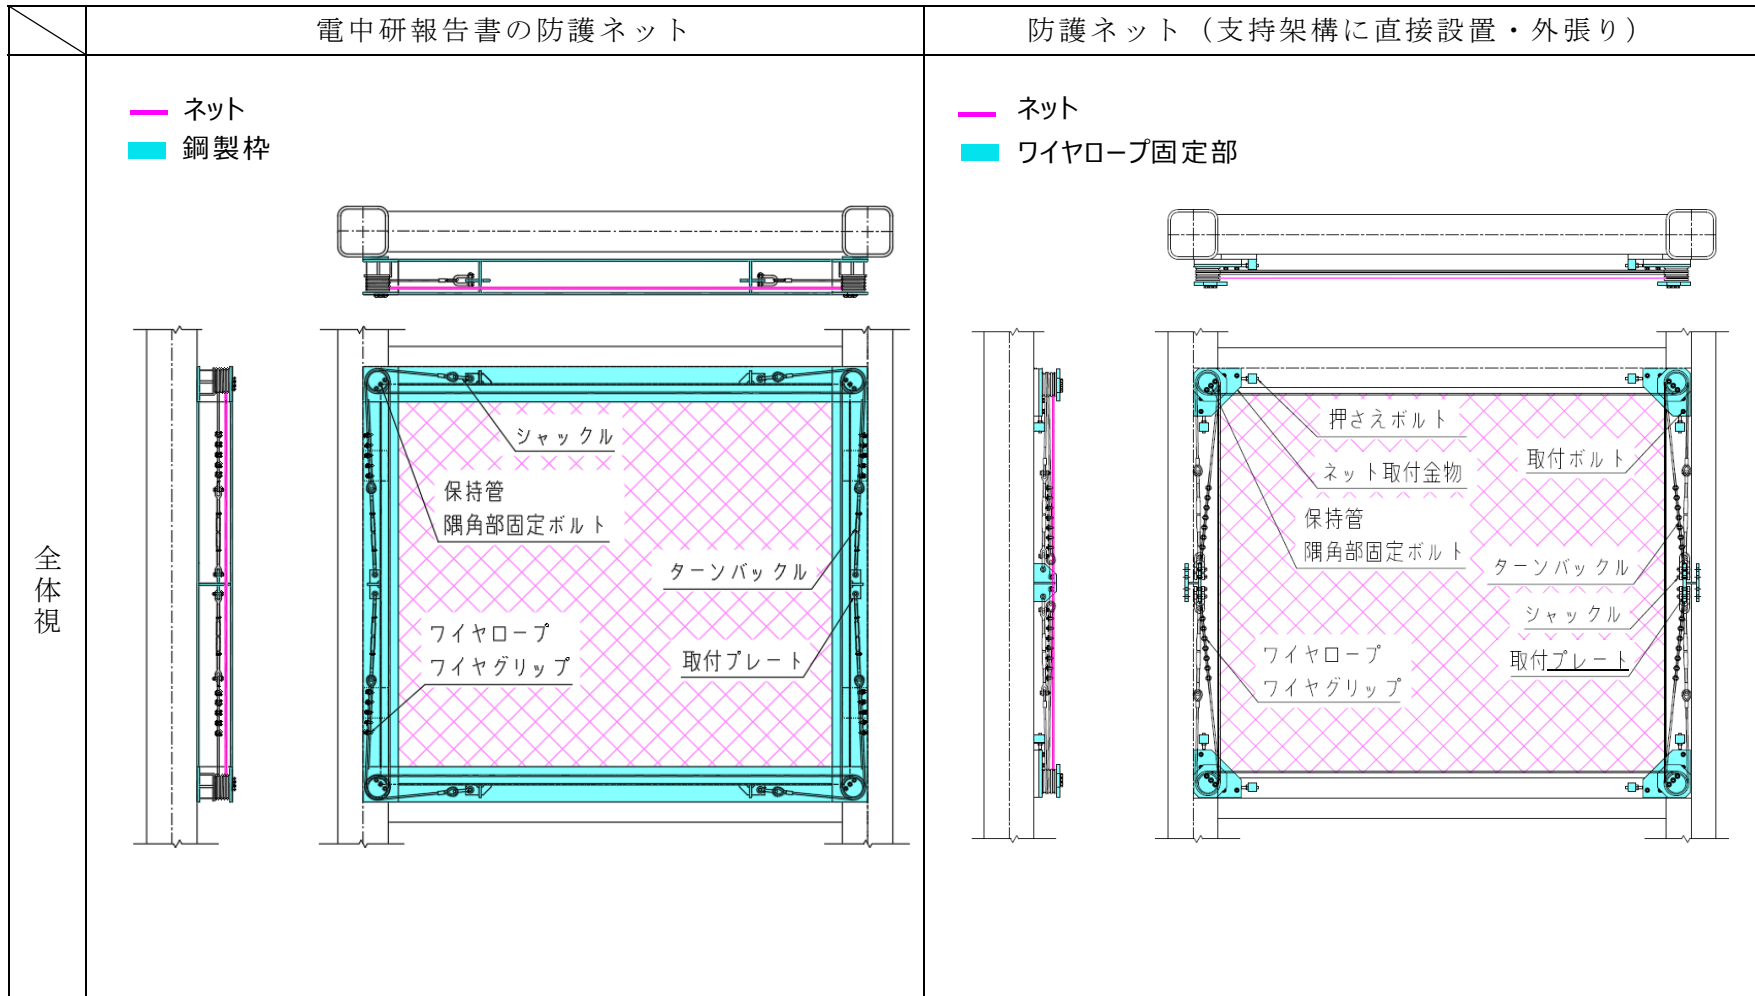 電中研報告書の防護ネット
防護ネット（支持架構に直接設置・外張り）
全体視
ネット
鋼製枠
シャックル
保持管
隅角部固定ボルト
ターンバックル
ワイヤロープ
ワイヤグリップ
取付プレート
ネット
ワイヤロープ固定部
押さえボルト
取付ボルト
ネット取付金物
保持管
隅角部固定ボルト
ターンバックル
シャックル
ワイヤロープ
ワイヤグリップ
取付プレート